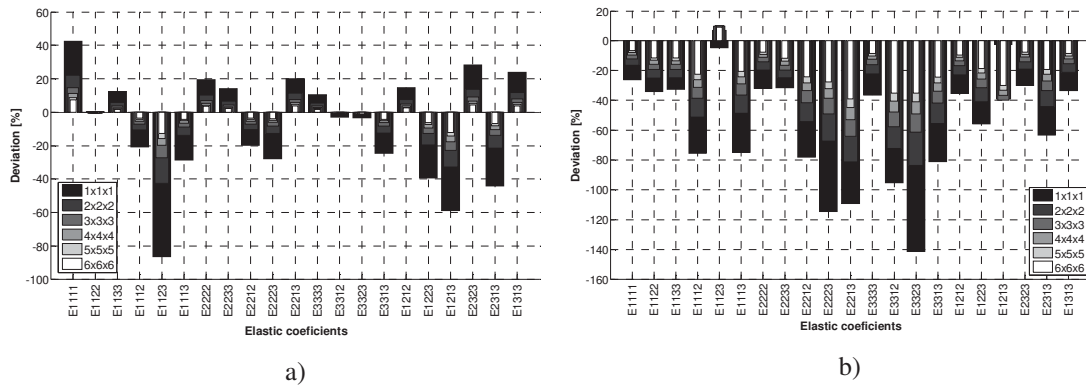 60
40
20
0
-20
-40
-60
-80
-100
Deviation [%]
1x1x1
2x2x2
3x3x3
4x4x4
5x5x5
6x6x6
E1111
E1122
E1133
E1112
E1123
E1113
E2222
E2233
E2212
E2223
E2213
E3333
E3312
E3323
E3313
E1212
E1223
E1213
E2323
E2313
E1313
Elastic coeficients
a)
20
0
-20
-40
-60
-80
-100
-120
-140
-160
Deviation [%]
1x1x1
2x2x2
3x3x3
4x4x4
5x5x5
6x6x6
E1111
E1122
E1133
E1112
E1123
E1113
E2222
E2233
E2212
E2223
E2213
E3333
E3312
E3323
E3313
E1212
E1223
E1213
E2323
E2313
E1313
Elastic coeficients
b)